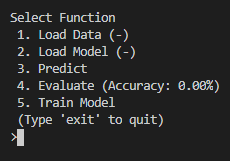 Select Function
1. Load Data (-)
2. Load Model (-)
3. Predict
4. Evaluate (Accuracy: 0.00%)
5. Train Model
(Type 'exit' to quit)
>